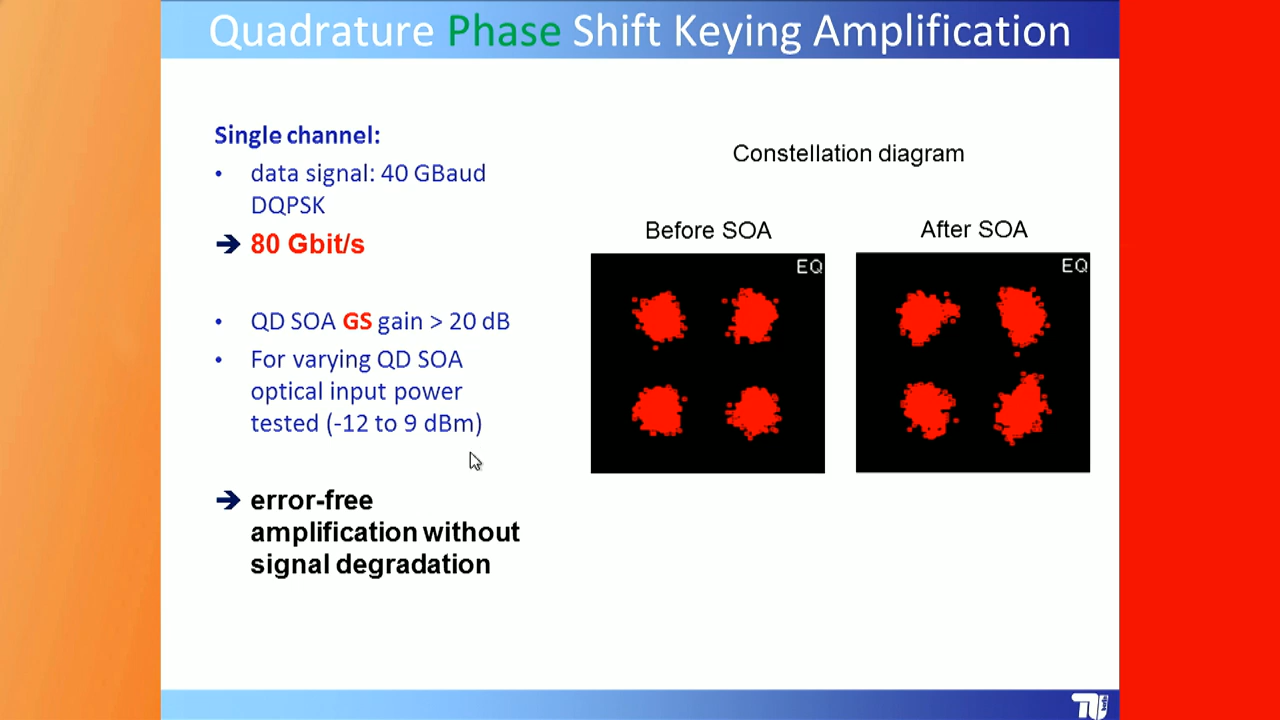 Quadrature Phase Shift Keying Amplification
Single channel:
• data signal: 40 GBaud
DQPSK
➔ 80 Gbit/s
• QD SOA GS gain > 20 dB
• For varying QD SOA
optical input power
tested (-12 to 9 dBm)
➔ error-free
amplification without
signal degradation
Constellation diagram
Before SOA
After SOA
EQ
EQ